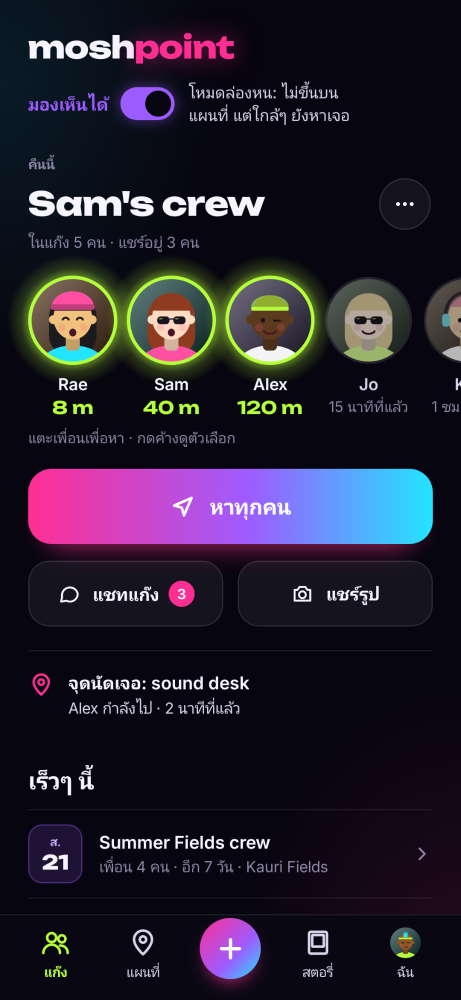 moshpoint
มองเห็นได้
โหมดล่องหน: ไม่ขึ้นบน
แผนที่ แต่ใกล้ๆ ยังหาเจอ
คืนนี้
Sam's crew
ในแก๊ง 5 คน · แชร์อยู่ 3 คน
Rae
Sam
Alex
Jo
8 m
40 m
120 m
15 นาทีที่แล้ว
แตะเพื่อนเพื่อหา · กดค้างดูตัวเลือก
หาทุกคน
แชทแก๊ง 3
แชร์รูป
จุดนัดเจอ: sound desk
Alex กำลังไป · 2 นาทีที่แล้ว
เร็วๆ นี้
ส.
21
Summer Fields crew
เพื่อน 4 คน · อีก 7 วัน · Kauri Fields
แก๊ง
แผนที่
สตอรี่
ฉัน